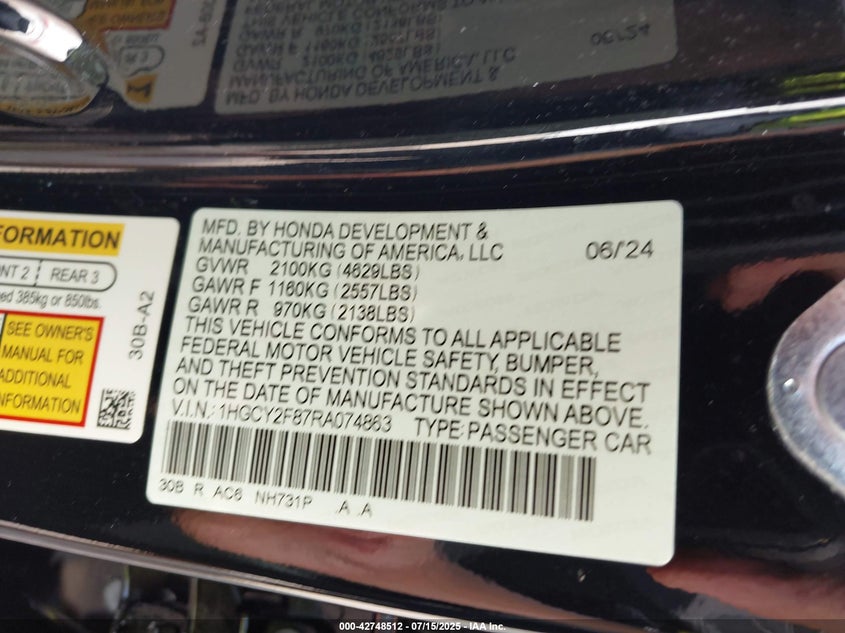 FORMATION
NT 2 REAR 3
ed 385kg or 850lbs.
SEE OWNER'S
MANUAL FOR
ADDITIONAL
INFORMATION
30B-A2
MFD. BY HONDA DEVELOPMENT &
MANUFACTURING OF AMERICA, LLC 06/24
GVWR 2100KG (4629LBS)
GAWR F 1160KG (2557LBS)
GAWR R 970KG (2138LBS)
THIS VEHICLE CONFORMS TO ALL APPLICABLE
FEDERAL MOTOR VEHICLE SAFETY, BUMPER,
AND THEFT PREVENTION STANDARDS IN EFFECT
ON THE DATE OF MANUFACTURE SHOWN ABOVE.
V.I.N.: 1HGCY2F87RA074863 TYPE: PASSENGER CAR
30B R AC6 NH731P .A .A
000-42748512 - 07/15/2025 - IAA Inc.